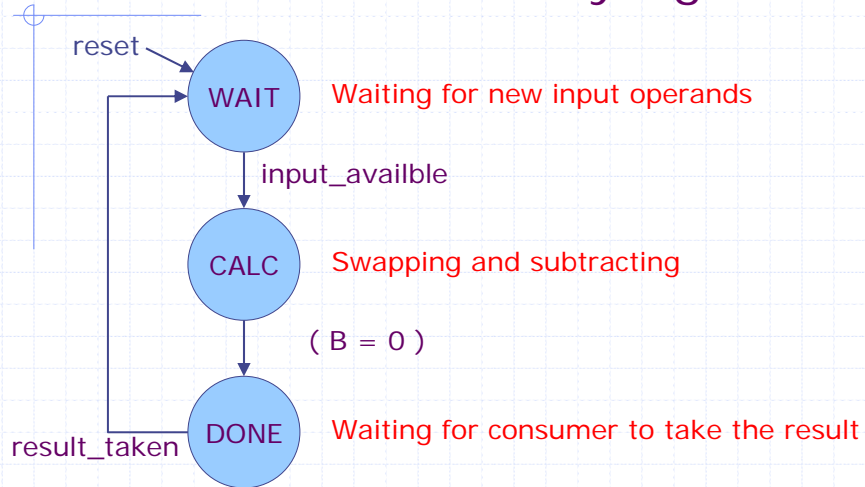 reset
WAIT Waiting for new input operands
input_availble
CALC Swapping and subtracting
( B = 0 )
DONE Waiting for consumer to take the result
result_taken